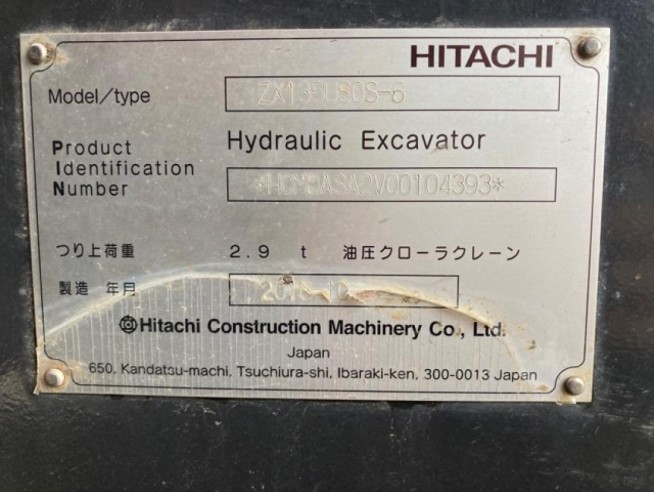 HITACHI
Model/type ZX135USOS-6
Hydraulic Excavator
Product
Identification
Number
つり上荷重 2.9 t 油圧クローラクレーン
製造 年月
Hitachi Construction Machinery Co., Ltd.
Japan
650, Kandatsu-machi, Tsuchiura-shi, Ibaraki-ken, 300-0013 Japan